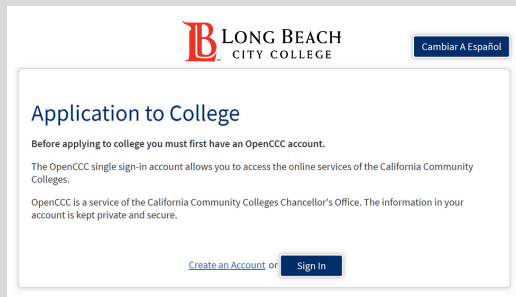 LB LONG BEACH
CITY COLLEGE
Cambiar A Español
Application to College
Before applying to college you must first have an OpenCCC account.
The OpenCCC single sign-in account allows you to access the online services of the California Community
Colleges.
OpenCCC is a service of the California Community Colleges Chancellor's Office. The information in your
account is kept private and secure.
Create an Account or Sign In